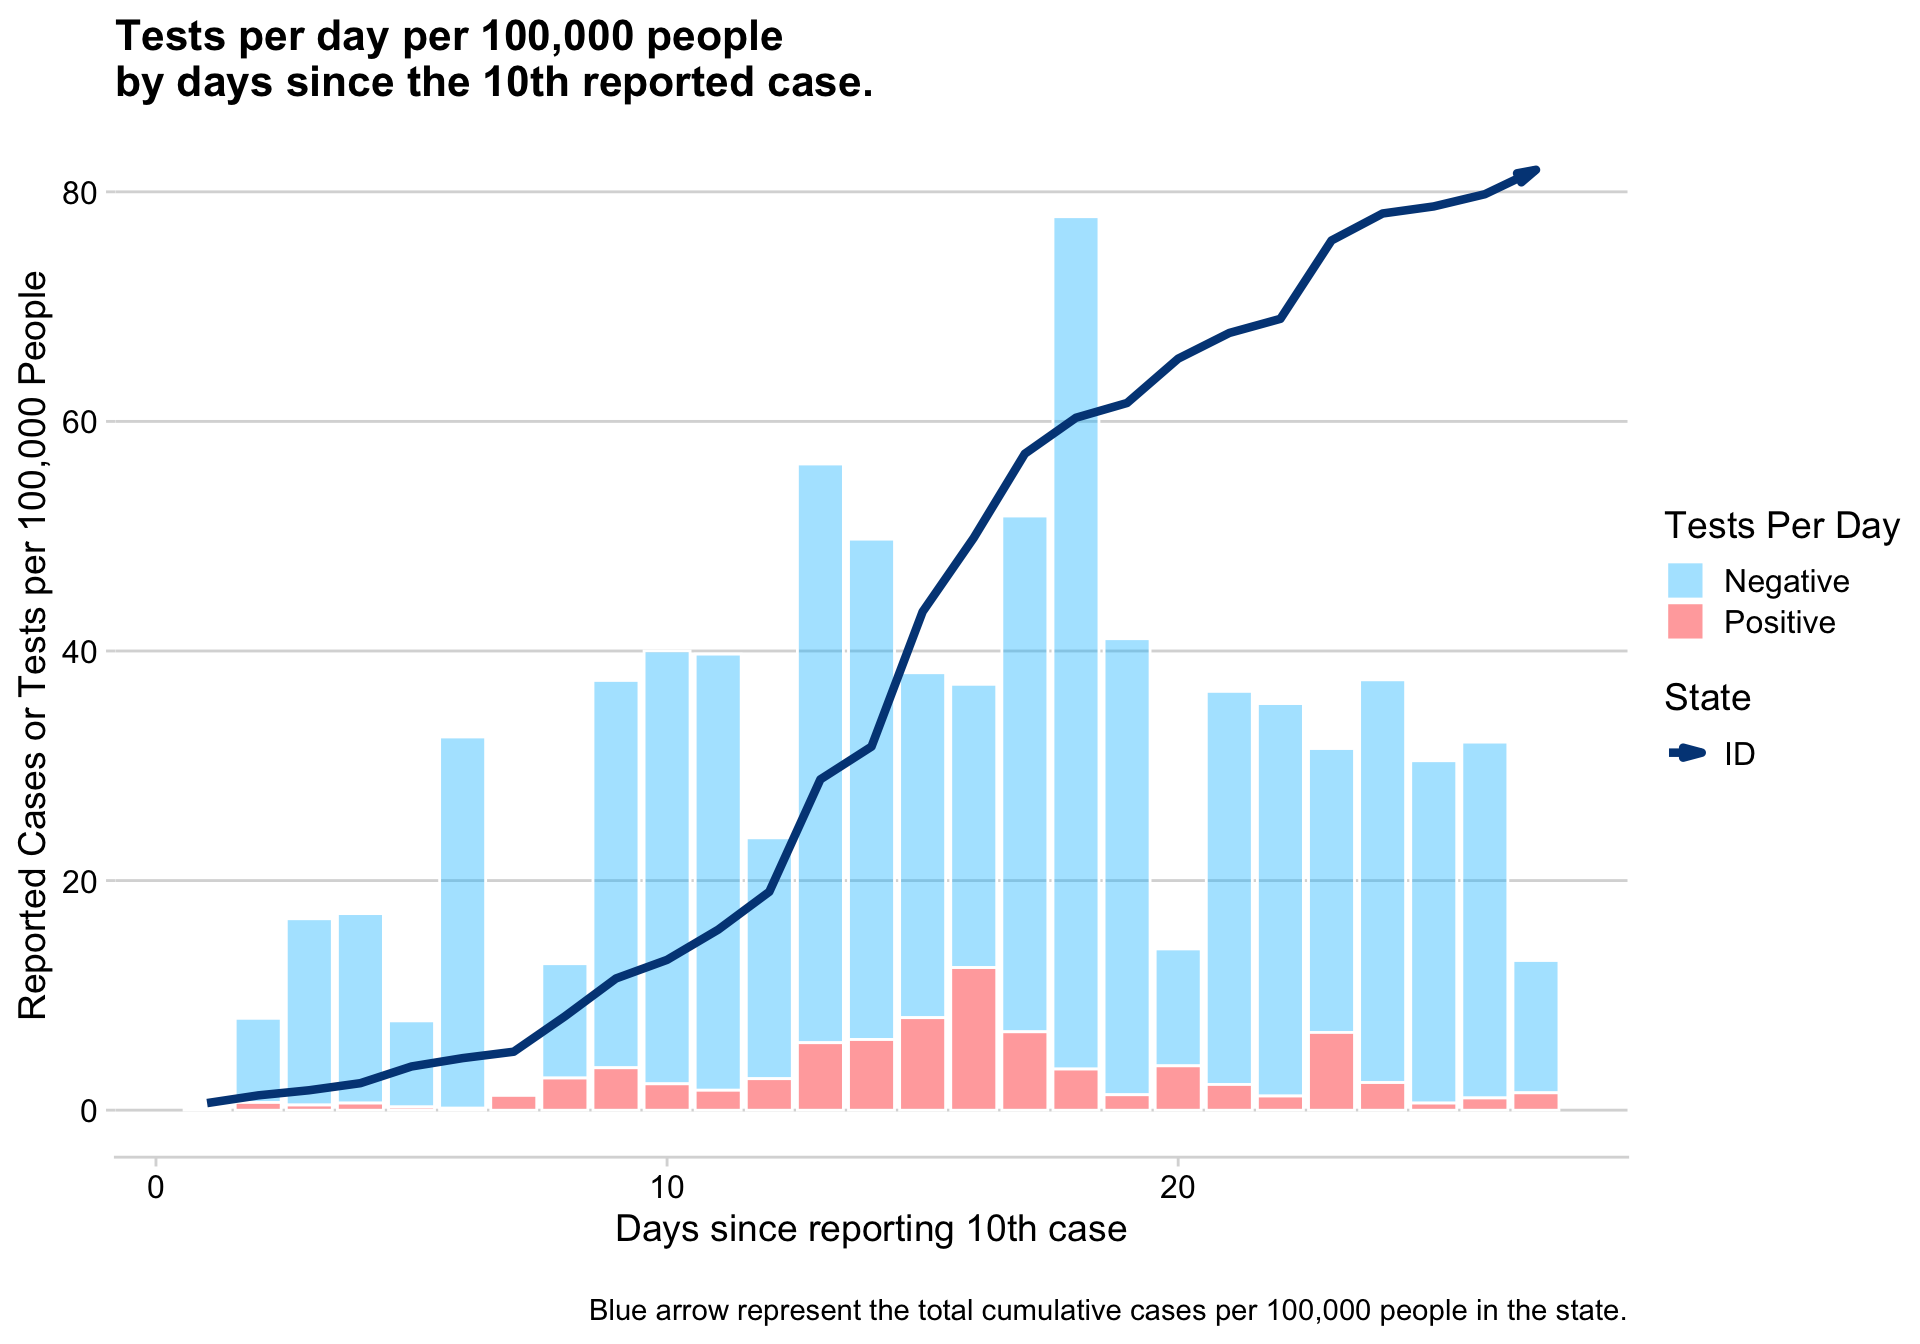 Tests per day per 100,000 people
by days since the 10th reported case.
Reported Cases or Tests per 100,000 People
80
60
40
20
0
0
10
20
Days since reporting 10th case
Tests Per Day
Negative
Positive
State
ID
Blue arrow represent the total cumulative cases per 100,000 people in the state.